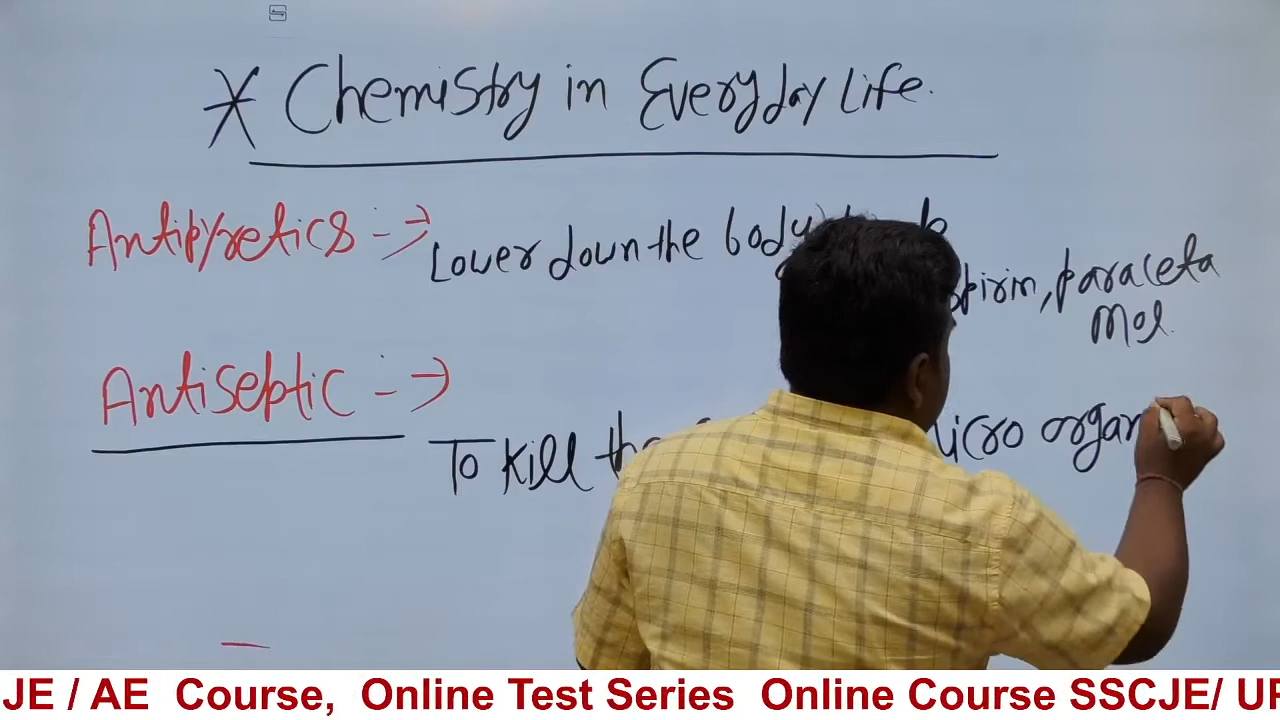 * Chemistry in Everyday Life.
Antipyretics :-> Lower down the body
paraceta
mol.
Antiseptic :->
To kill micro organ
JE / AE Course, Online Test Series Online Course SSCJE/ UP